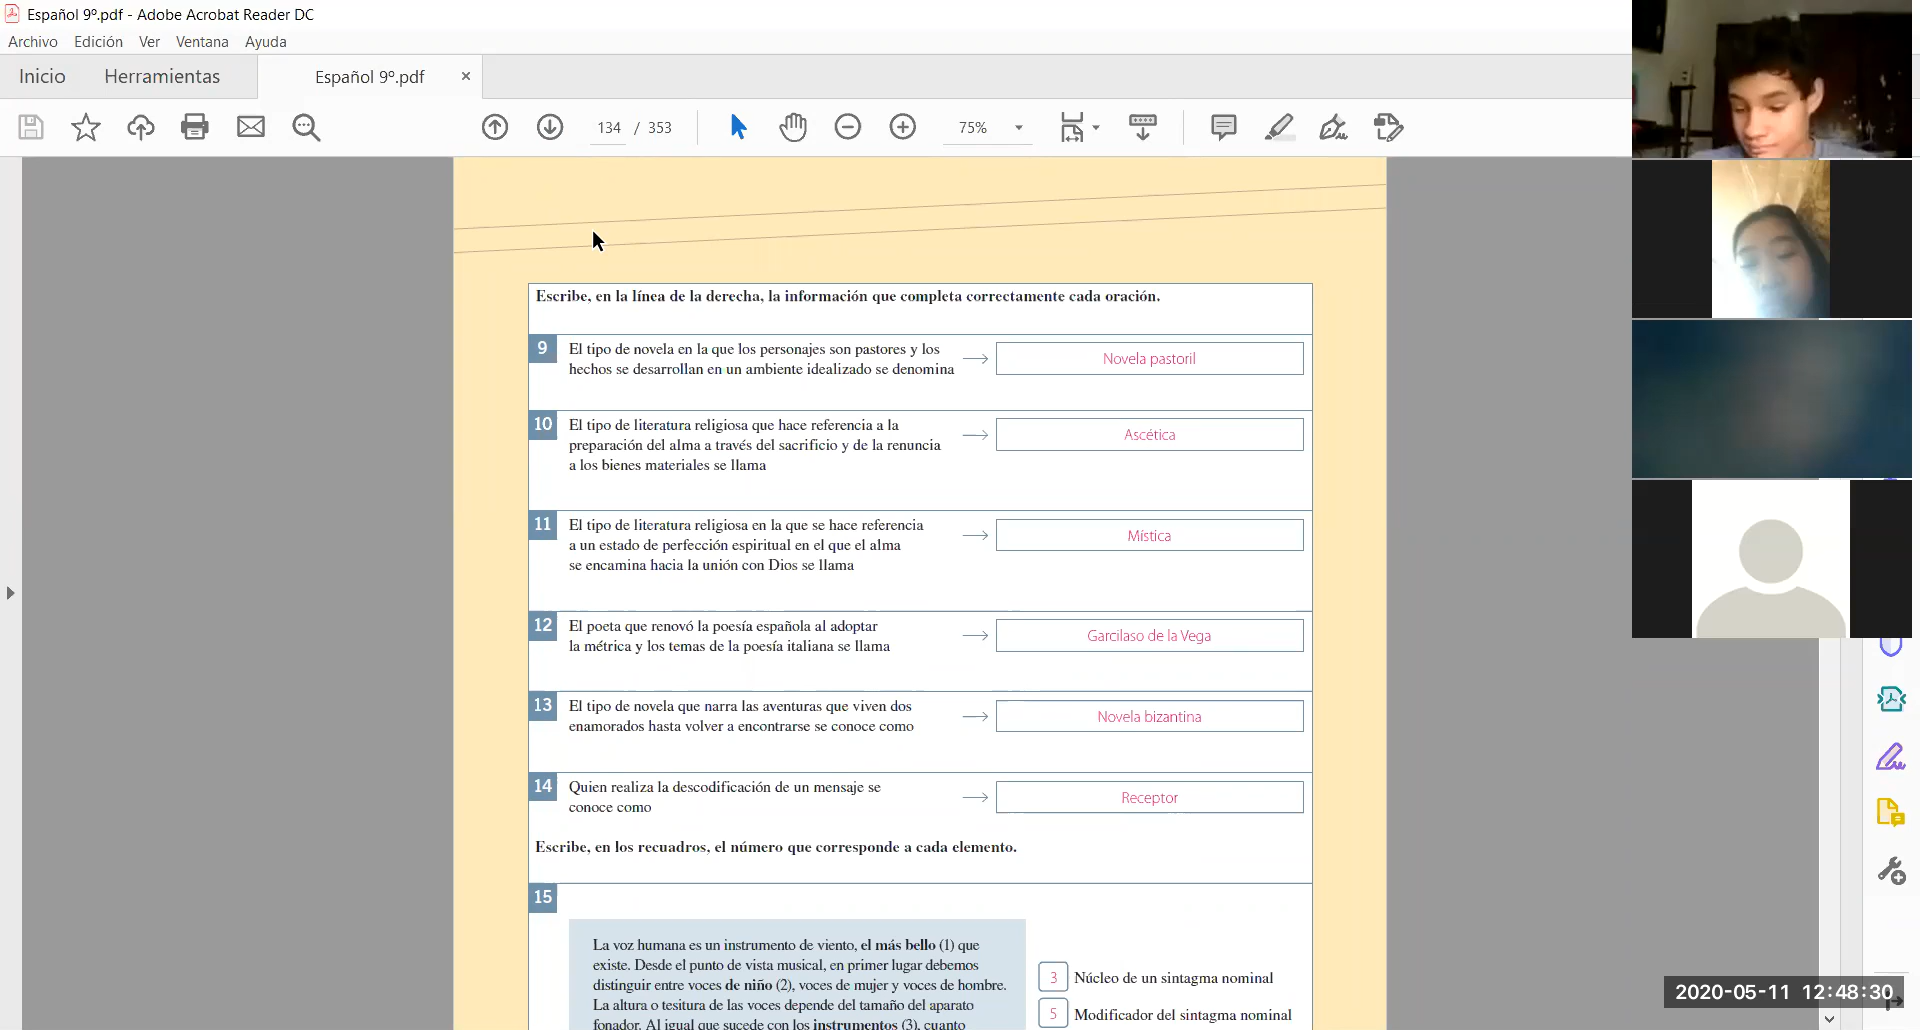 Español 9º.pdf - Adobe Acrobat Reader DC
Archivo Edición Ver Ventana Ayuda
Inicio Herramientas Español 9º.pdf ×
134 / 353 75%
Escribe, en la línea de la derecha, la información que completa correctamente cada oración.
9 El tipo de novela en la que los personajes son pastores y los
hechos se desarrollan en un ambiente idealizado se denomina
Novela pastoril
10 El tipo de literatura religiosa que hace referencia a la
preparación del alma a través del sacrificio y de la renuncia
a los bienes materiales se llama
Ascética
11 El tipo de literatura religiosa en la que se hace referencia
a un estado de perfección espiritual en el que el alma
se encamina hacia la unión con Dios se llama
Mística
12 El poeta que renovó la poesía española al adoptar
la métrica y los temas de la poesía italiana se llama
Garcilaso de la Vega
13 El tipo de novela que narra las aventuras que viven dos
enamorados hasta volver a encontrarse se conoce como
Novela bizantina
14 Quien realiza la descodificación de un mensaje se
conoce como
Receptor
Escribe, en los recuadros, el número que corresponde a cada elemento.
15
La voz humana es un instrumento de viento, el más bello (1) que
existe. Desde el punto de vista musical, en primer lugar debemos
distinguir entre voces de niño (2), voces de mujer y voces de hombre.
La altura o tesitura de las voces depende del tamaño del aparato
fonador. Al igual que sucede con los instrumentos (3), cuanto
3 Núcleo de un sintagma nominal
5 Modificador del sintagma nominal
2020-05-11 12:48:30